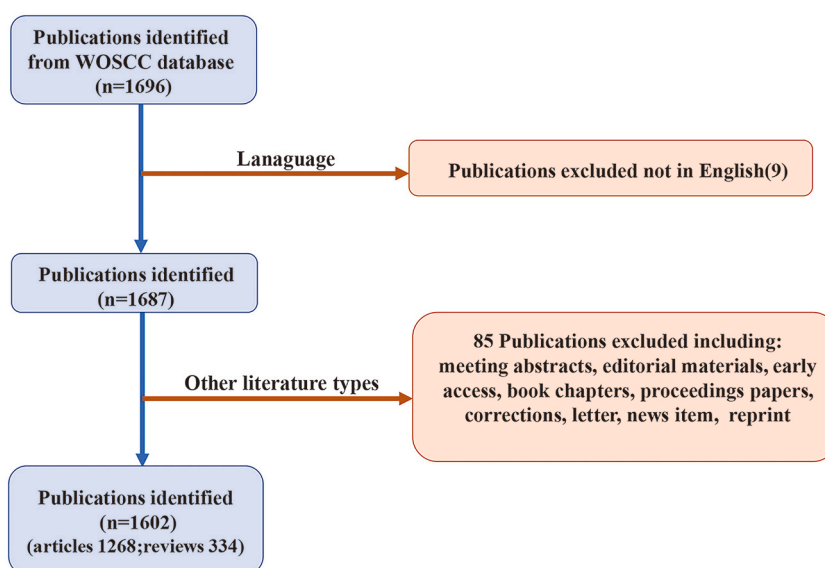 Publications identified
from WOSCC database
(n=1696)
Lanaguage
Publications excluded not in English(9)
Publications identified
(n=1687)
85 Publications excluded including:
meeting abstracts, editorial materials, early
access, book chapters, proceedings papers,
corrections, letter, news item, reprint
Other literature types
Publications identified
(n=1602)
(articles 1268;reviews 334)